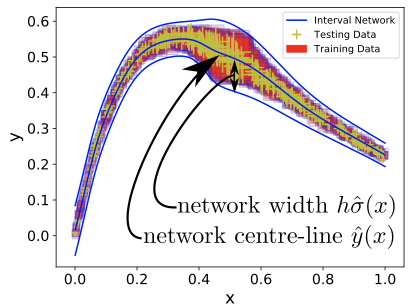 Interval Network
Testing Data
Training Data
0.6
0.5
0.4
0.3
0.2
0.1
0.0
y
network width hσ̂(x)
network centre-line ŷ(x)
0.0 0.2 0.4 0.6 0.8 1.0
x